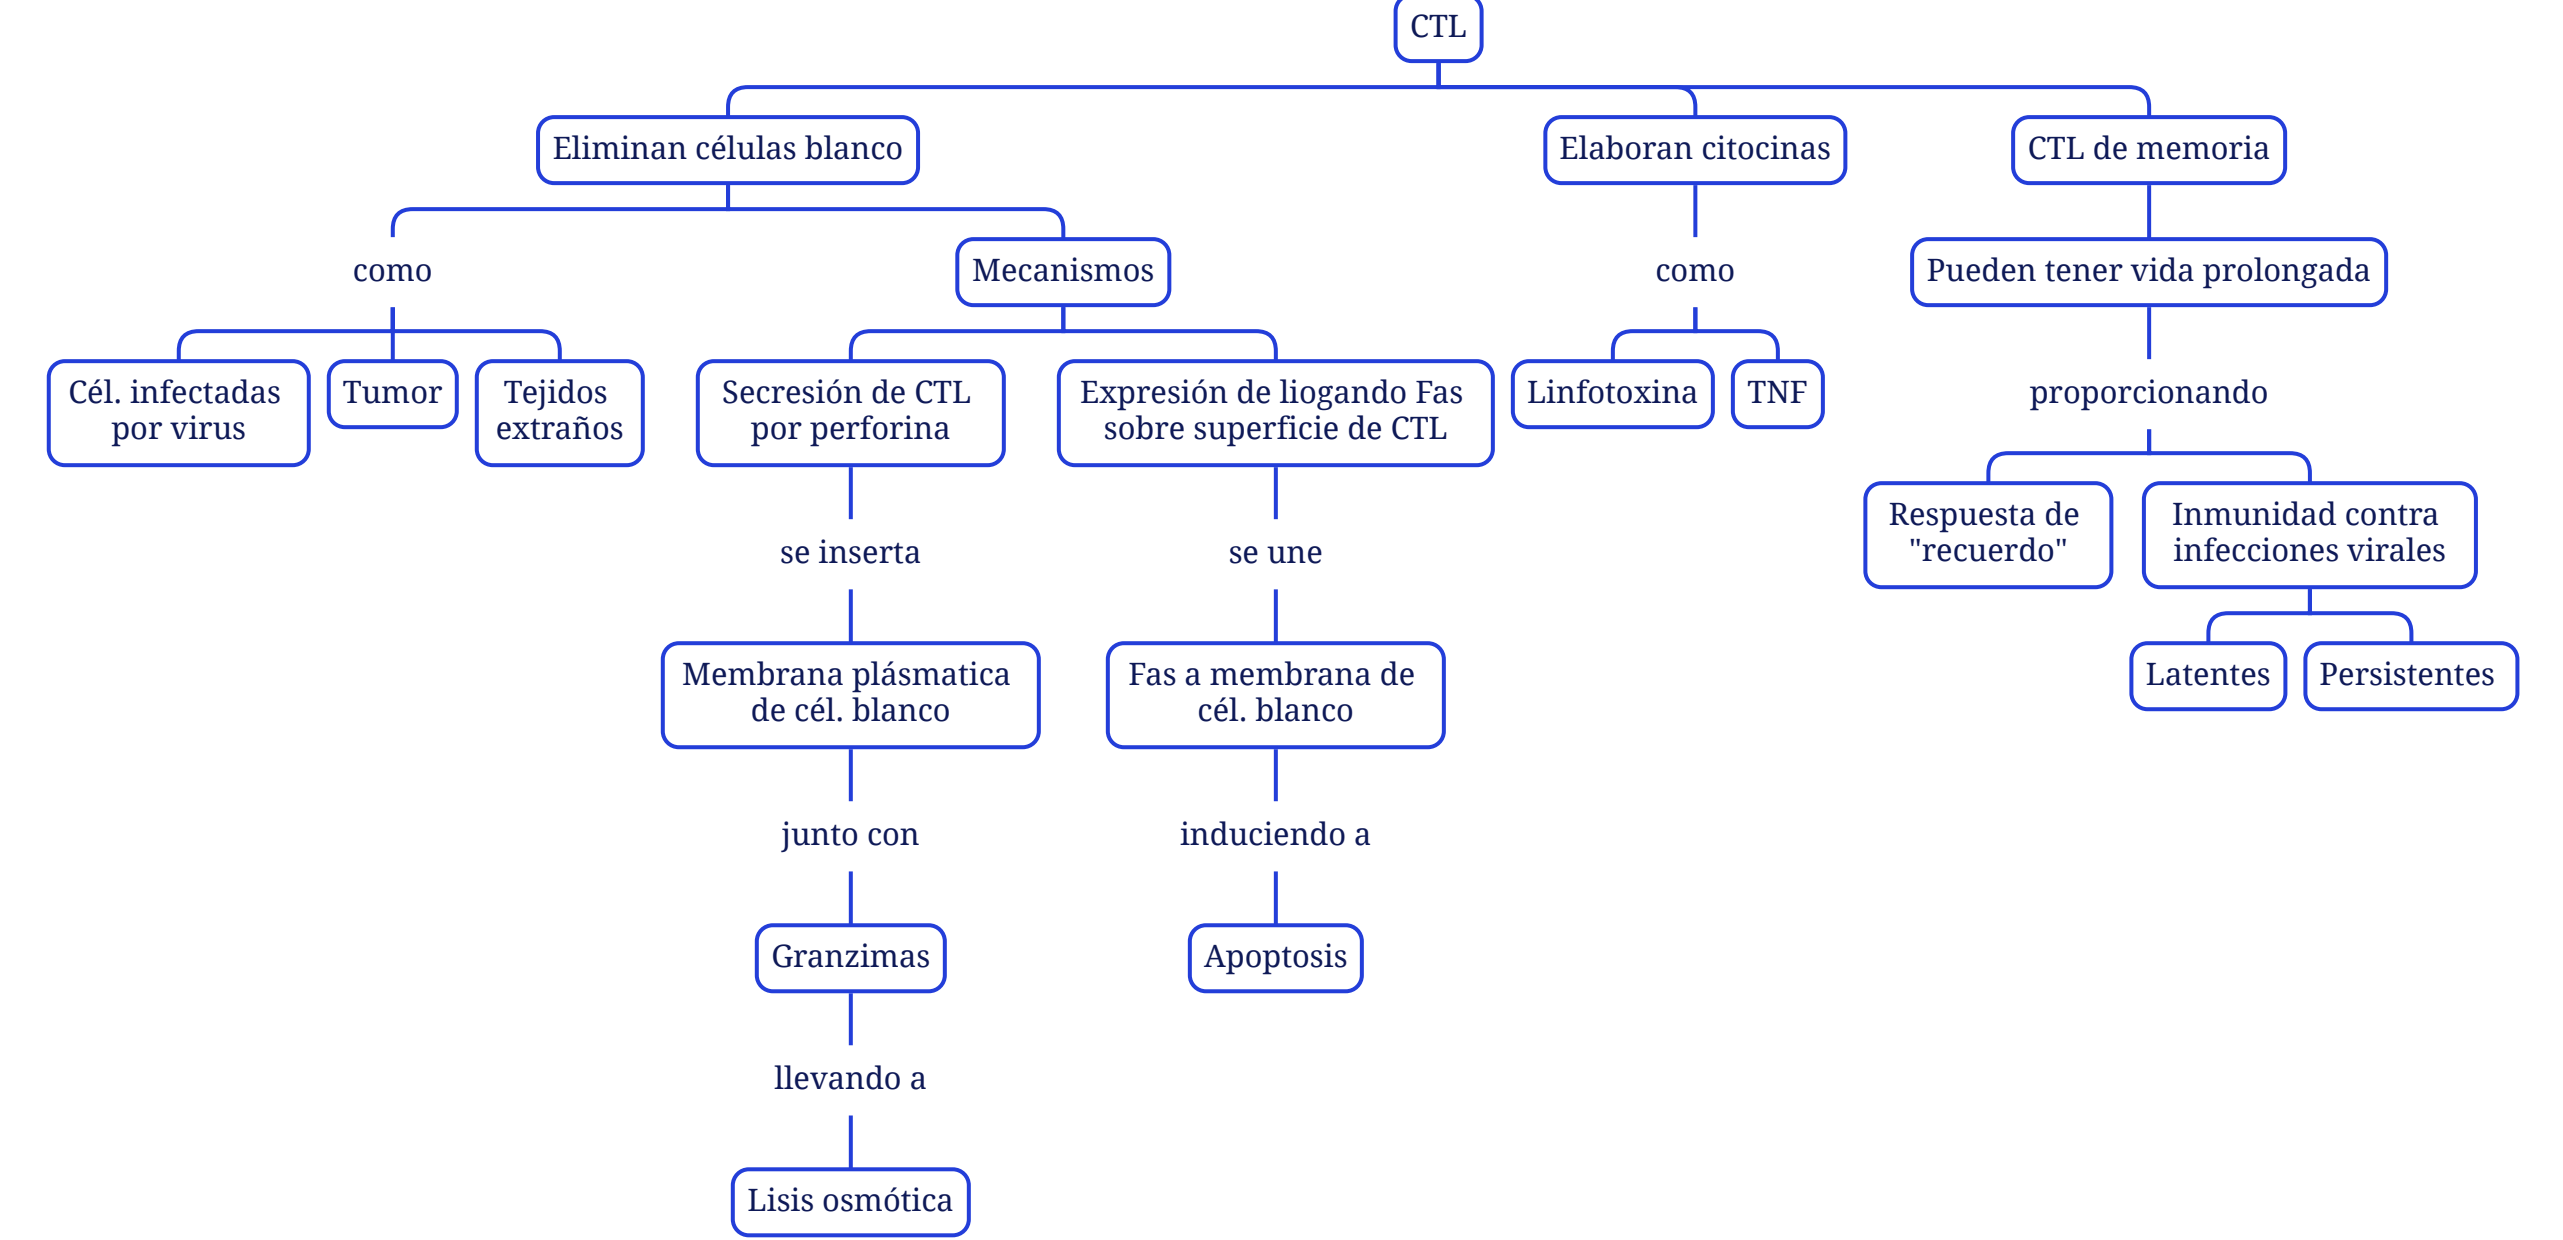 CTL
Eliminan células blanco
Elaboran citocinas
CTL de memoria
como
Mecanismos
como
Pueden tener vida prolongada
Cél. infectadas
por virus
Tumor
Tejidos
extraños
Secresión de CTL
por perforina
Expresión de liogando Fas
sobre superficie de CTL
Linfotoxina
TNF
proporcionando
se inserta
se une
Respuesta de
"recuerdo"
Inmunidad contra
infecciones virales
Membrana plásmatica
de cél. blanco
Fas a membrana de
cél. blanco
Latentes
Persistentes
junto con
induciendo a
Granzimas
Apoptosis
llevando a
Lisis osmótica